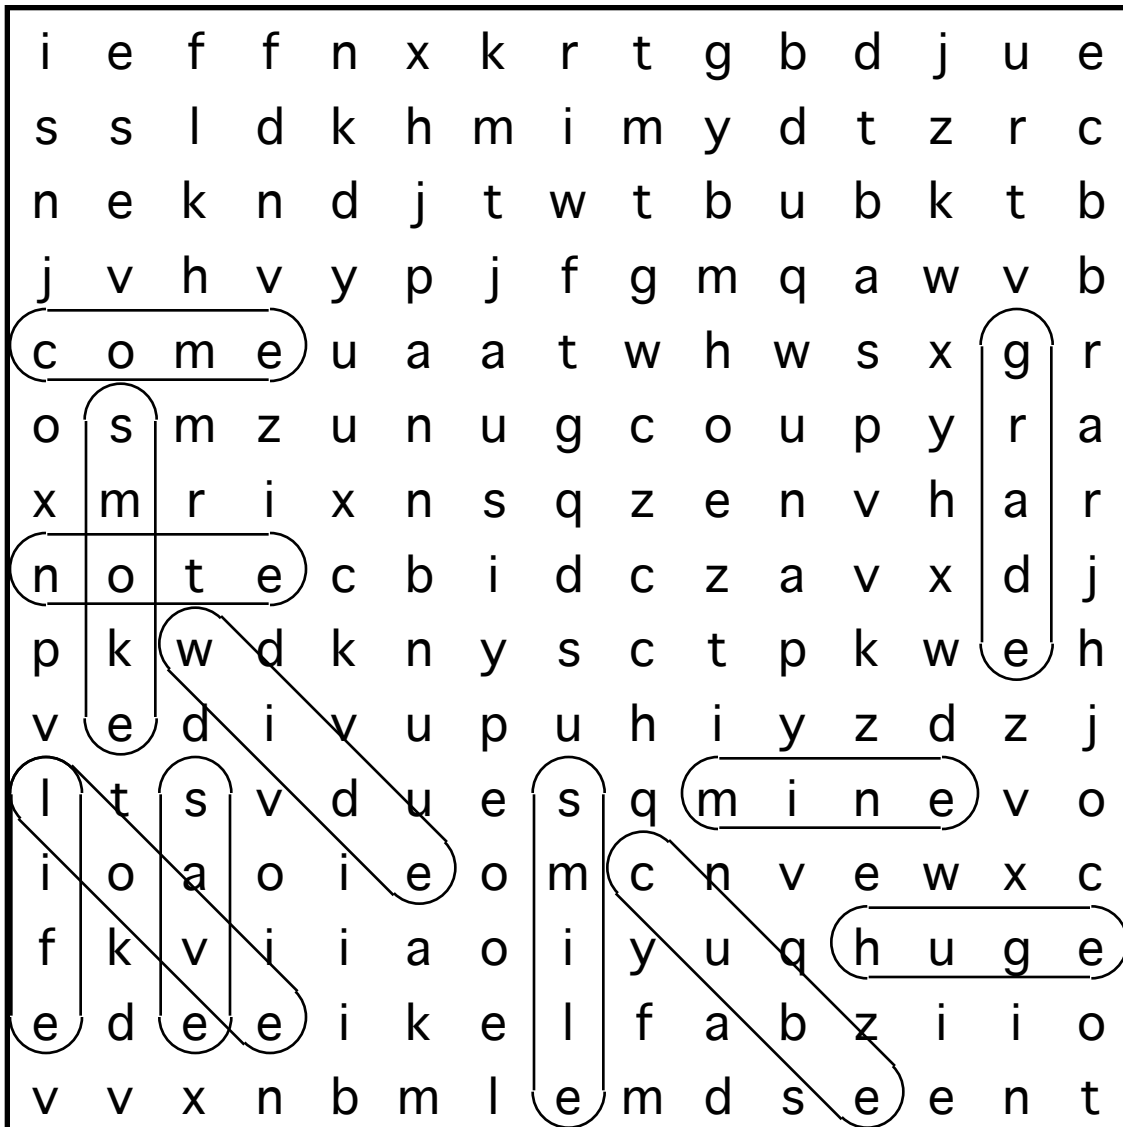 i e f f n x k r t g b d j u e
s s l d k h m i m y d t z r c
n e k n d j t w t b u b k t b
j v h v y p j f g m q a w v b
c o m e u a a t w h w s x g r
o s m z u n u g c o u p y r a
x m r i x n s q z e n v h a r
n o t e c b i d c z a v x d j
p k w d k n y s c t p k w e h
v e d i v u p u h i y z d z j
l t s v d u e s q m i n e v o
i o a o i e o m c n v e w x c
f k v i i a o i y u q h u g e
e d e e i k e l f a b z i i o
v v x n b m l e m d s e e n t